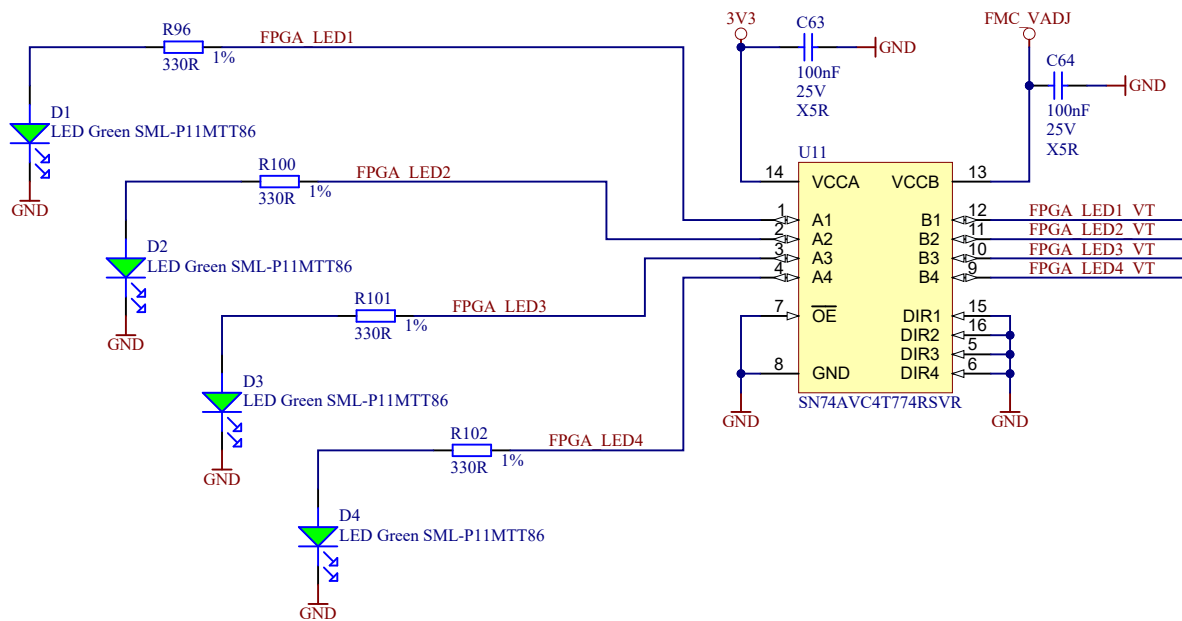 R96
FPGA_LED1
330R
1%
D1
LED Green SML-P11MTT86
GND
R100
FPGA_LED2
330R
1%
D2
LED Green SML-P11MTT86
GND
R101
FPGA_LED3
330R
1%
D3
LED Green SML-P11MTT86
GND
R102
FPGA_LED4
330R
1%
D4
LED Green SML-P11MTT86
GND
3V3
C63
GND
100nF
25V
X5R
FMC_VADJ
C64
GND
100nF
25V
X5R
U11
14 VCCA VCCB 13
1 A1 B1 12 FPGA_LED1_VT
2 A2 B2 11 FPGA_LED2_VT
3 A3 B3 10 FPGA_LED3_VT
4 A4 B4 9 FPGA_LED4_VT
7 OE DIR1 15
DIR2 16
DIR3 5
8 GND DIR4 6
SN74AVC4T774RSVR
GND
GND